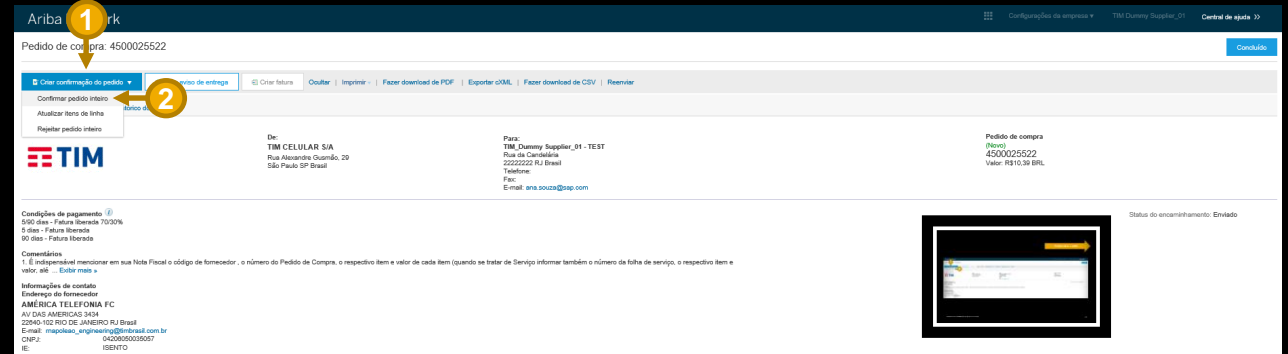 Ariba
rk
1
Configurações de empresa ▾
TIM Dummy Supplier_01
Central de ajuda »
Pedido de compra: 4500025522
Concluído
Criar confirmação do pedido ▼
aviso de entrega
Criar fatura
Ocultar | Imprimir | Fazer download de PDF | Exportar cXML | Fazer download de CSV | Reenviar
Confirmar pedido inteiro
2
Atualizar itens de linha
Rejeitar pedido inteiro
TIM
De:
TIM CELULAR S/A
Rua Alexandre Gusmão, 29
São Paulo SP Brasil
Para:
TIM_Dummy Supplier_01 - TEST
Rua da Candelária
22222222 RJ Brasil
Telefone:
Fax:
E-mail: ana.souza@sap.com
Pedido de compra
(Novo)
4500025522
Valor: R$10,39 BRL
Condições de pagamento
5/90 dias - Fatura liberada 70/30%
5 dias - Fatura liberada
90 dias - Fatura liberada
Status do encaminhamento: Enviado
Comentários
1. É indispensável mencionar em sua Nota Fiscal o código de fornecedor , o número do Pedido de Compra, o respectivo item e valor de cada item (quando se tratar de Serviço informar também o número da folha de serviço, o respectivo item e
valor, até ... Exibir mais »
Informações de contato
Endereço do fornecedor
AMÉRICA TELEFONIA FC
AV DAS AMERICAS 3434
22640-102 RIO DE JANEIRO RJ Brasil
E-mail: mapoleao_engineering@timbrasil.com.br
CNPJ: 04206050035057
IE: ISENTO